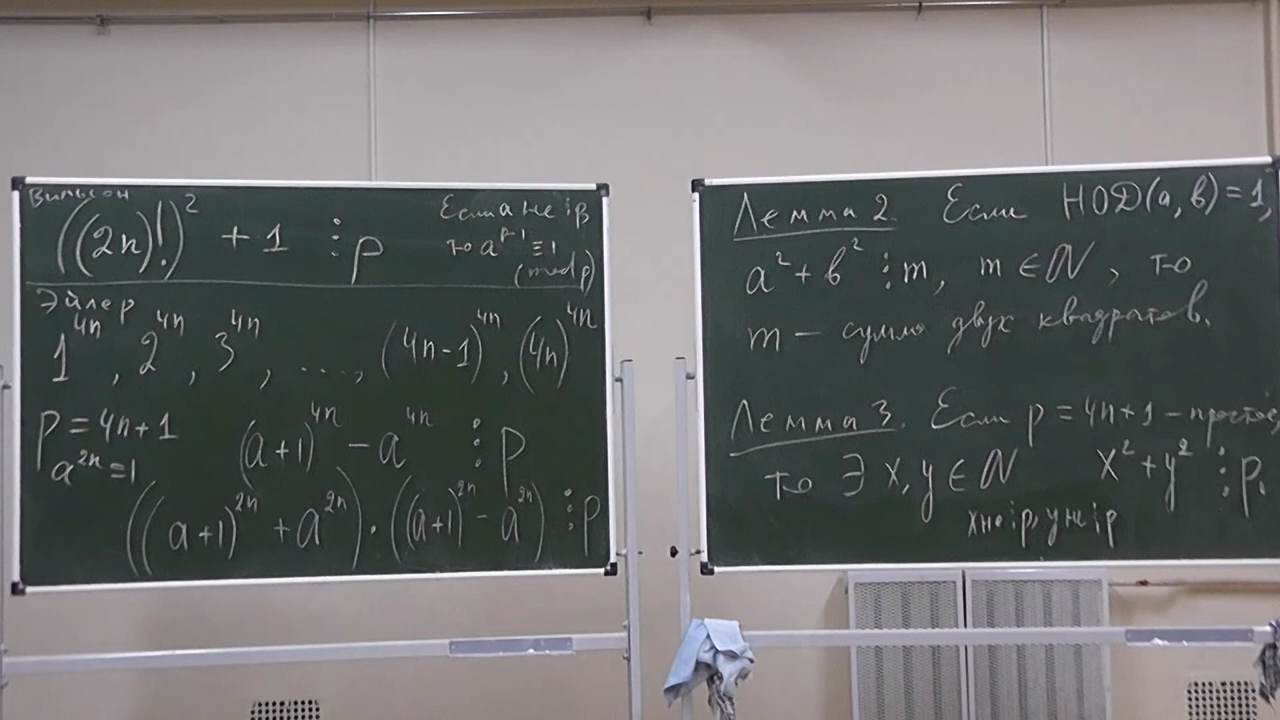 Вильсон
((2n)!)² + 1 ⋮ p
Если a не ⋮ p
то a^{p-1} ≡ 1
(mod p)
Эйлер
1^{4n}, 2^{4n}, 3^{4n}, ..., (4n-1)^{4n}, (4n)^{4n}
p = 4n+1
a^{2n} ≡ 1
(a+1)^{4n} - a^{4n} ⋮ p
((a+1)^{2n} + a^{2n}) · ((a+1)^{2n} - a^{2n}) ⋮ p
Лемма 2. Если НОД(a, b) = 1,
a² + b² ⋮ m, m ∈ ℕ, то
m – сумма двух квадратов.
Лемма 3. Если p = 4n+1 – простое,
то ∃ x, y ∈ ℕ x² + y² ⋮ p.
x не ⋮ p, y не ⋮ p